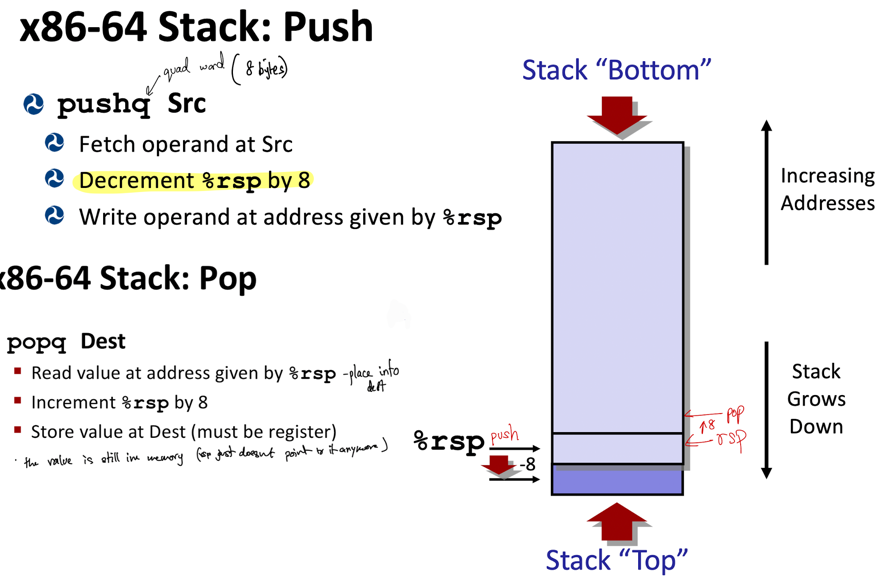 x86-64 Stack: Push
quad word (8 bytes)
pushq Src
Fetch operand at Src
Decrement %rsp by 8
Write operand at address given by %rsp
x86-64 Stack: Pop
popq Dest
Read value at address given by %rsp - place into dest
Increment %rsp by 8
Store value at Dest (must be register)
· the value is still in memory (rsp just doesnt point to it anymore)
Stack “Bottom”
Increasing
Addresses
Stack
Grows
Down
pop
↑8
rsp
%rsp
push
-8
Stack “Top”